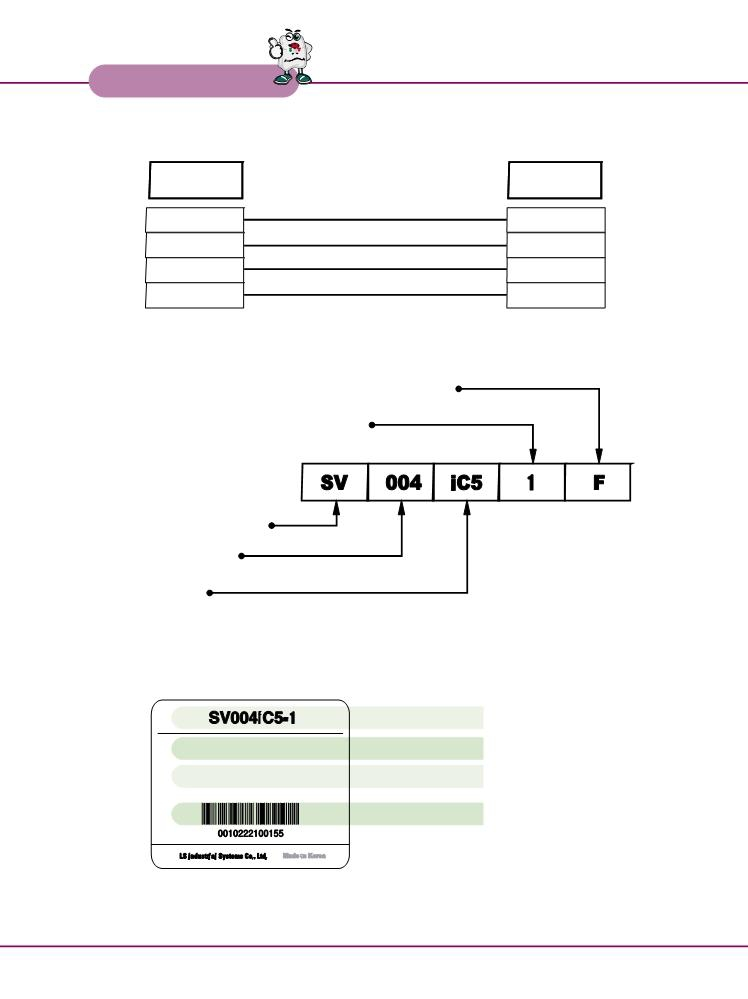 SV 004 iC5 1 F
SV004iC5-1
0010222100155
LS Industrial Systems Co., Ltd, Made in Korea